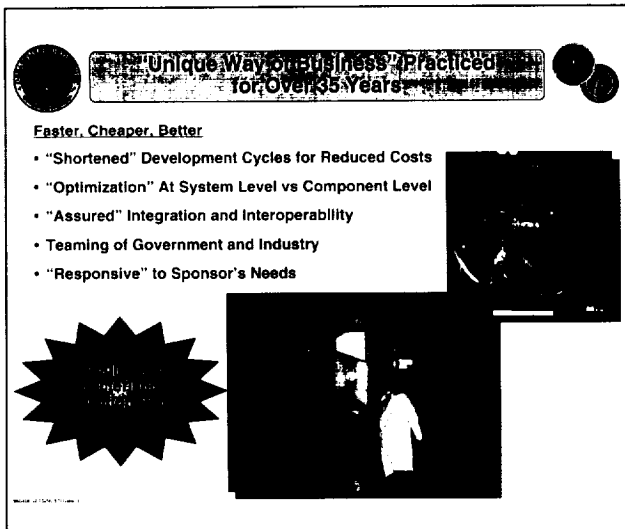 "Unique Way of Business" Practiced
for Over 35 Years
Faster, Cheaper, Better
• "Shortened" Development Cycles for Reduced Costs
• "Optimization" At System Level vs Component Level
• "Assured" Integration and Interoperability
• Teaming of Government and Industry
• "Responsive" to Sponsor's Needs